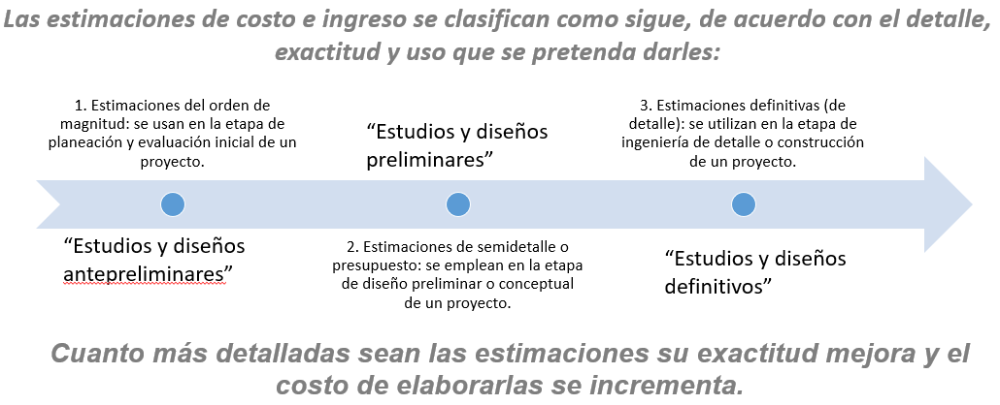 Las estimaciones de costo e ingreso se clasifican como sigue, de acuerdo con el detalle,
exactitud y uso que se pretenda darles:
1. Estimaciones del orden de
magnitud: se usan en la etapa de
planeación y evaluación inicial de un
proyecto.
“Estudios y diseños
antepreliminares”
“Estudios y diseños
preliminares”
2. Estimaciones de semidetalle o
presupuesto: se emplean en la etapa
de diseño preliminar o conceptual
de un proyecto.
3. Estimaciones definitivas (de
detalle): se utilizan en la etapa de
ingeniería de detalle o construcción
de un proyecto.
“Estudios y diseños
definitivos”
Cuanto más detalladas sean las estimaciones su exactitud mejora y el
costo de elaborarlas se incrementa.